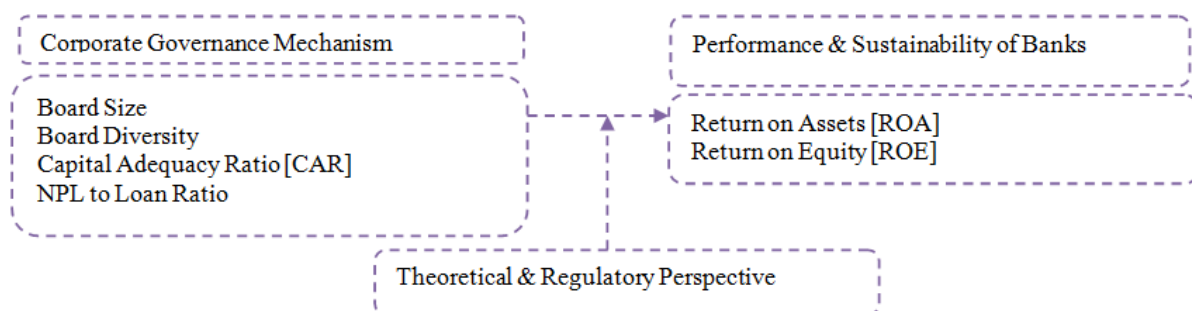 Corporate Governance Mechanism
Board Size
Board Diversity
Capital Adequacy Ratio [CAR]
NPL to Loan Ratio
Performance & Sustainability of Banks
Return on Assets [ROA]
Return on Equity [ROE]
Theoretical & Regulatory Perspective